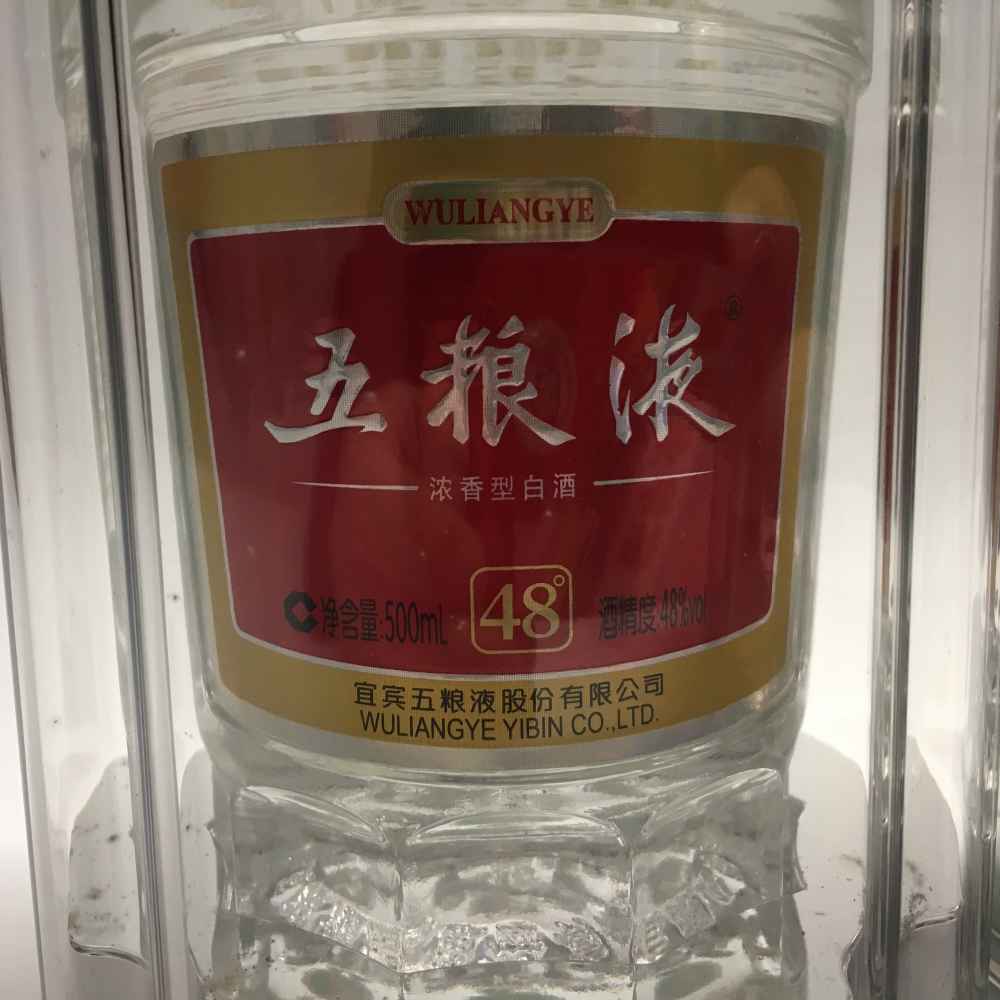 WULIANGYE
五粮液®
浓香型白酒
净含量:500mL
48°
酒精度48%vol
宜宾五粮液股份有限公司
WULIANGYE YIBIN CO.,LTD.